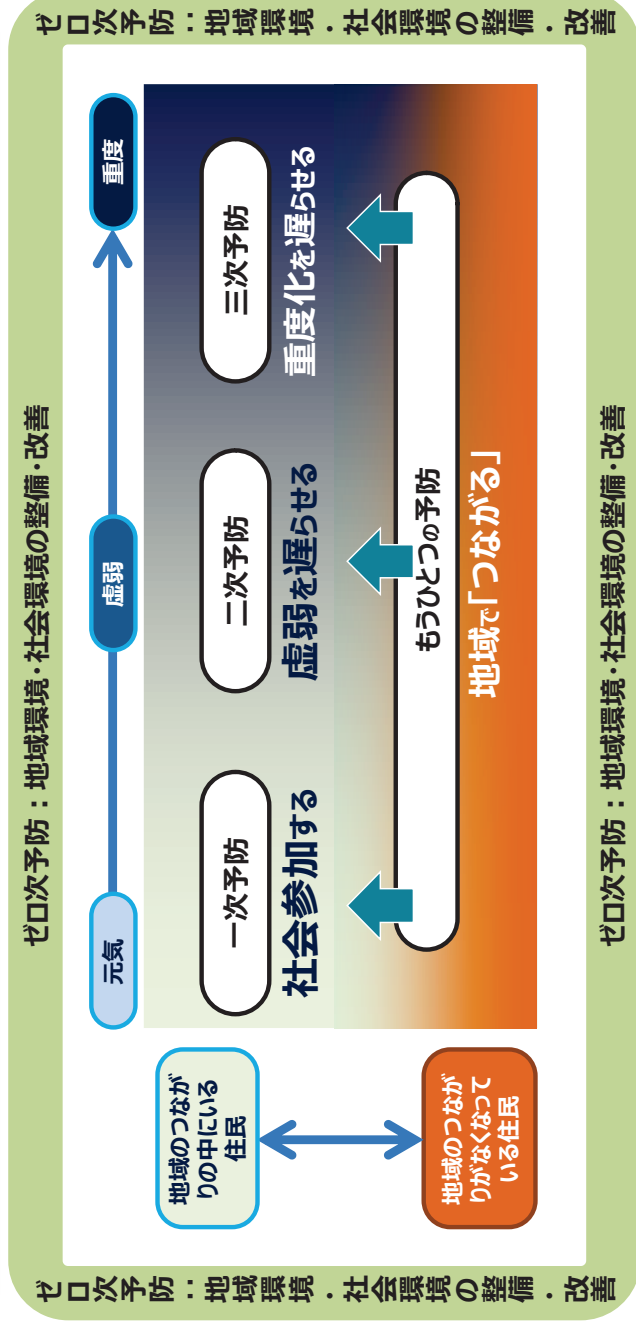 ゼロ次予防：地域環境・社会環境の整備・改善
ゼロ次予防：地域環境・社会環境の整備・改善
元気
虚弱
重度
地域のつなが
りの中にいる
住民
一次予防
社会参加する
二次予防
虚弱を遅らせる
三次予防
重度化を遅らせる
地域のつなが
りがなくなって
いる住民
もうひとつの予防
地域で「つながる」
ゼロ次予防：地域環境・社会環境の整備・改善
ゼロ次予防：地域環境・社会環境の整備・改善